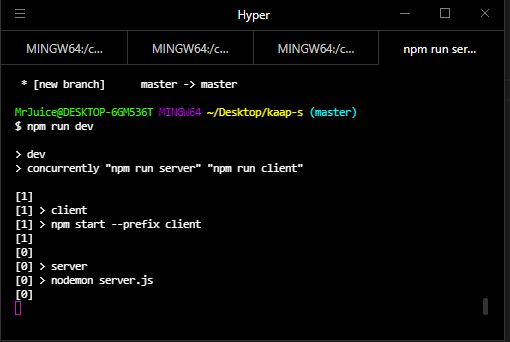 Hyper
MINGW64:/c...
MINGW64:/c...
MINGW64:/c...
npm run ser...
* [new branch]      master -> master
MrJuice@DESKTOP-6GM536T MINGW64 ~/Desktop/kaap-s (master)
$ npm run dev
> dev
> concurrently "npm run server" "npm run client"
[1]
[1] > client
[1] > npm start --prefix client
[1]
[0]
[0] > server
[0] > nodemon server.js
[0]